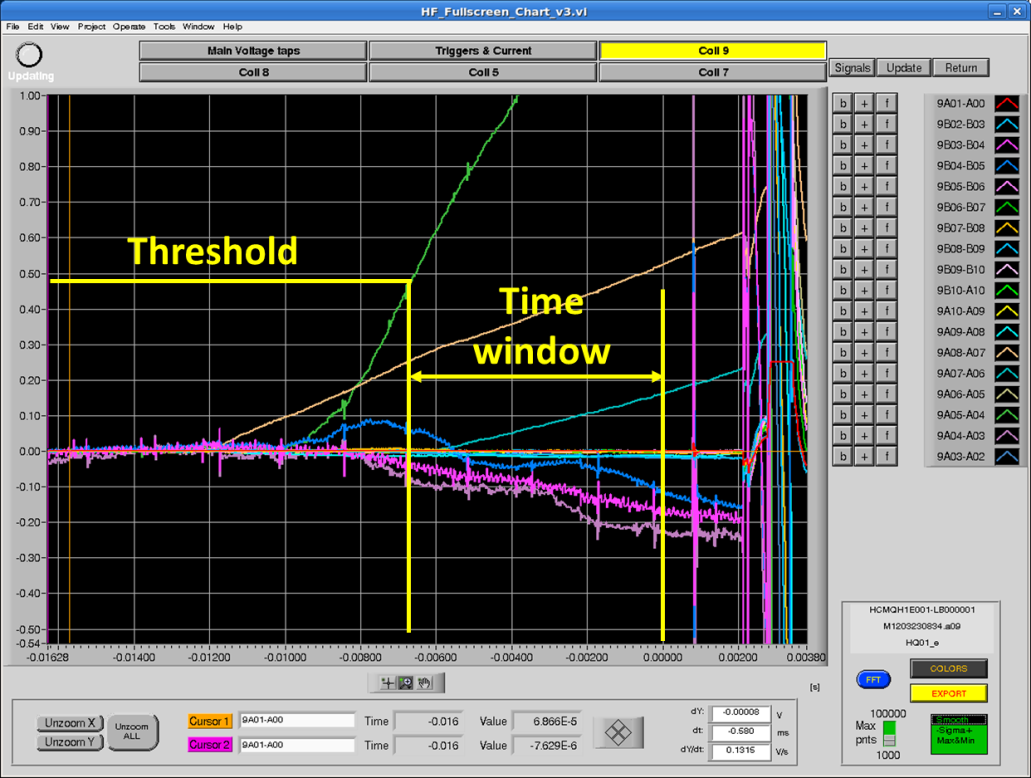 HF_Fullscreen_Chart_v3.vi
File Edit View Project Operate Tools Window Help
Updating
Main Voltage taps Triggers & Current Coil 9
Coil 8 Coil 5 Coil 7
Signals Update Return
1.00
0.90
0.80
0.70
0.60
0.50
0.40
0.30
0.20
0.10
0.00
-0.10
-0.20
-0.30
-0.40
-0.50
-0.54
Threshold
Time
window
-0.01628 -0.01400 -0.01200 -0.01000 -0.00800 -0.00600 -0.00400 -0.00200 0.00000 0.00200 0.00380
[s]
b + f 9A01-A00
b + f 9B02-B03
b + f 9B03-B04
b + f 9B04-B05
b + f 9B05-B06
b + f 9B06-B07
b + f 9B07-B08
b + f 9B08-B09
b + f 9B09-B10
b + f 9B10-A10
b + f 9A10-A09
b + f 9A09-A08
b + f 9A08-A07
b + f 9A07-A06
b + f 9A06-A05
b + f 9A05-A04
b + f 9A04-A03
b + f 9A03-A02
HCMQH1E001-LB000001
M1203230834.a09
HQ01_e
FFT COLORS
EXPORT
100000
Max
pnts
1000
Smooth
-Sigma+
Max&Min
Unzoom X
Unzoom Y
Unzoom
ALL
Cursor 1 9A01-A00 Time -0.016 Value 6.866E-5
Cursor 2 9A01-A00 Time -0.016 Value -7.629E-6
dY: -0.00008 V
dt: -0.580 ms
dY/dt: 0.1315 V/s